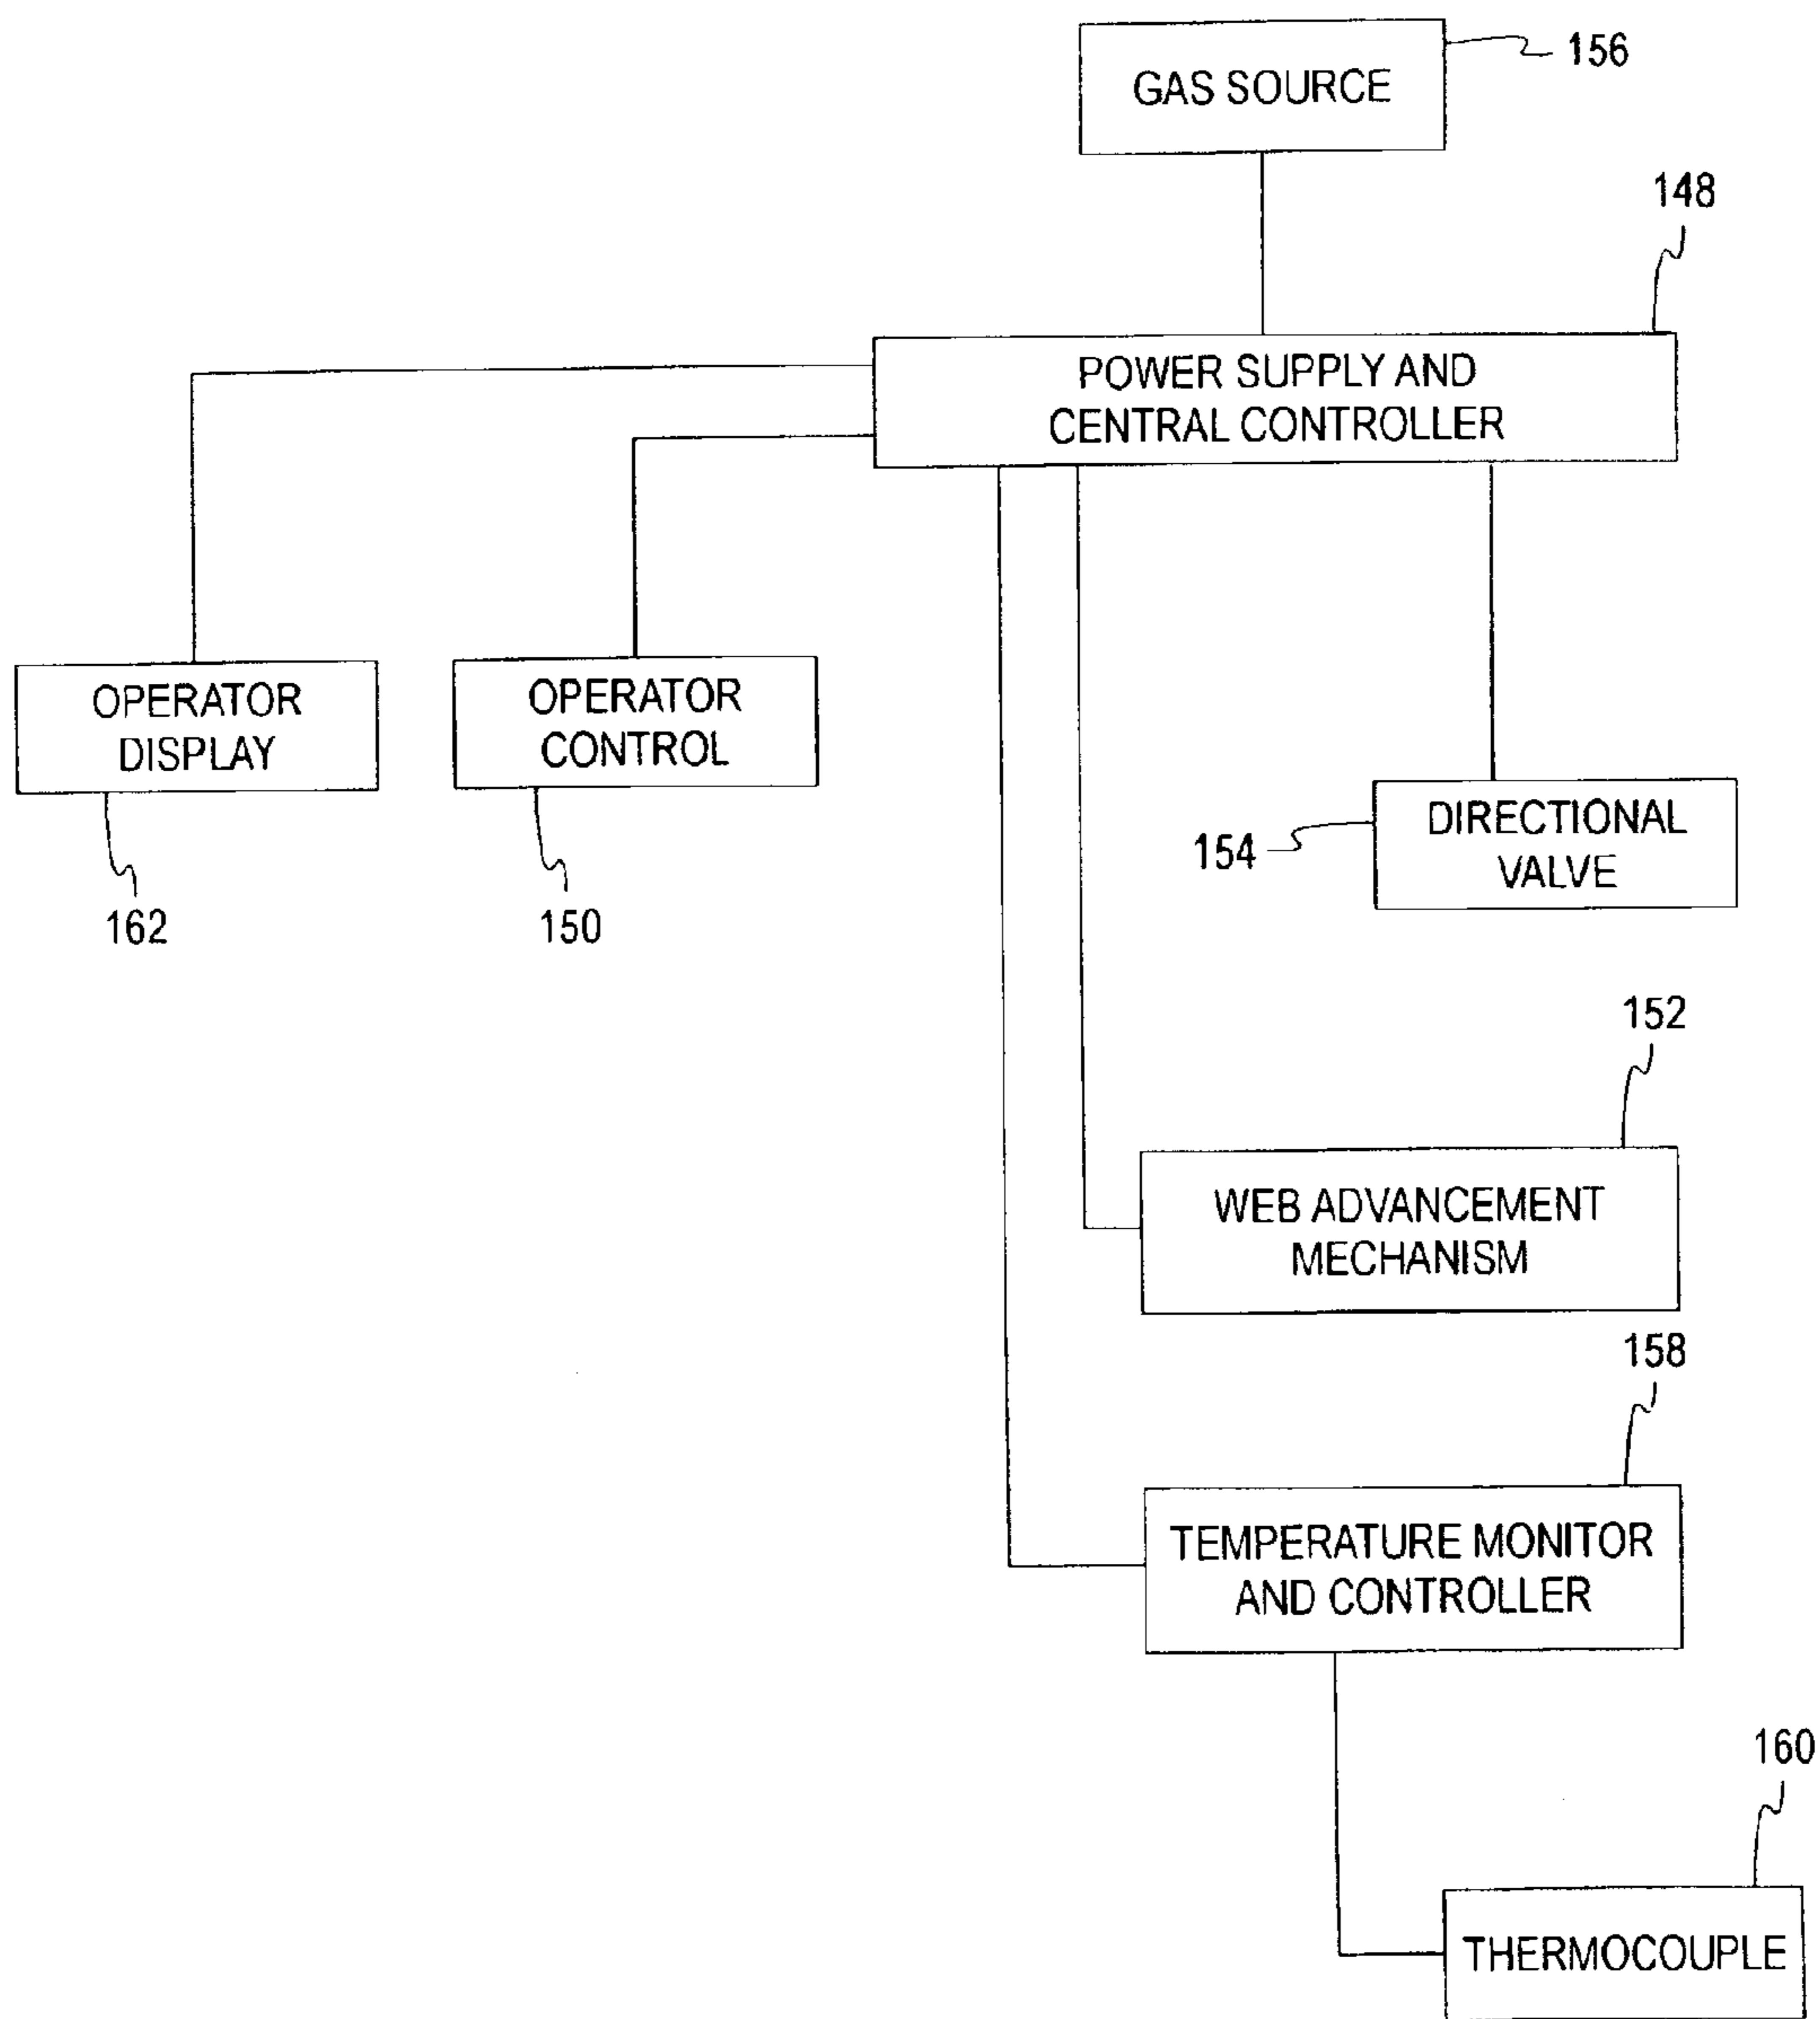 156
GAS SOURCE
148
POWER SUPPLY AND
CENTRAL CONTROLLER
OPERATOR
DISPLAY
OPERATOR
CONTROL
162
150
DIRECTIONAL
VALVE
154
152
WEB ADVANCEMENT
MECHANISM
158
TEMPERATURE MONITOR
AND CONTROLLER
160
THERMOCOUPLE